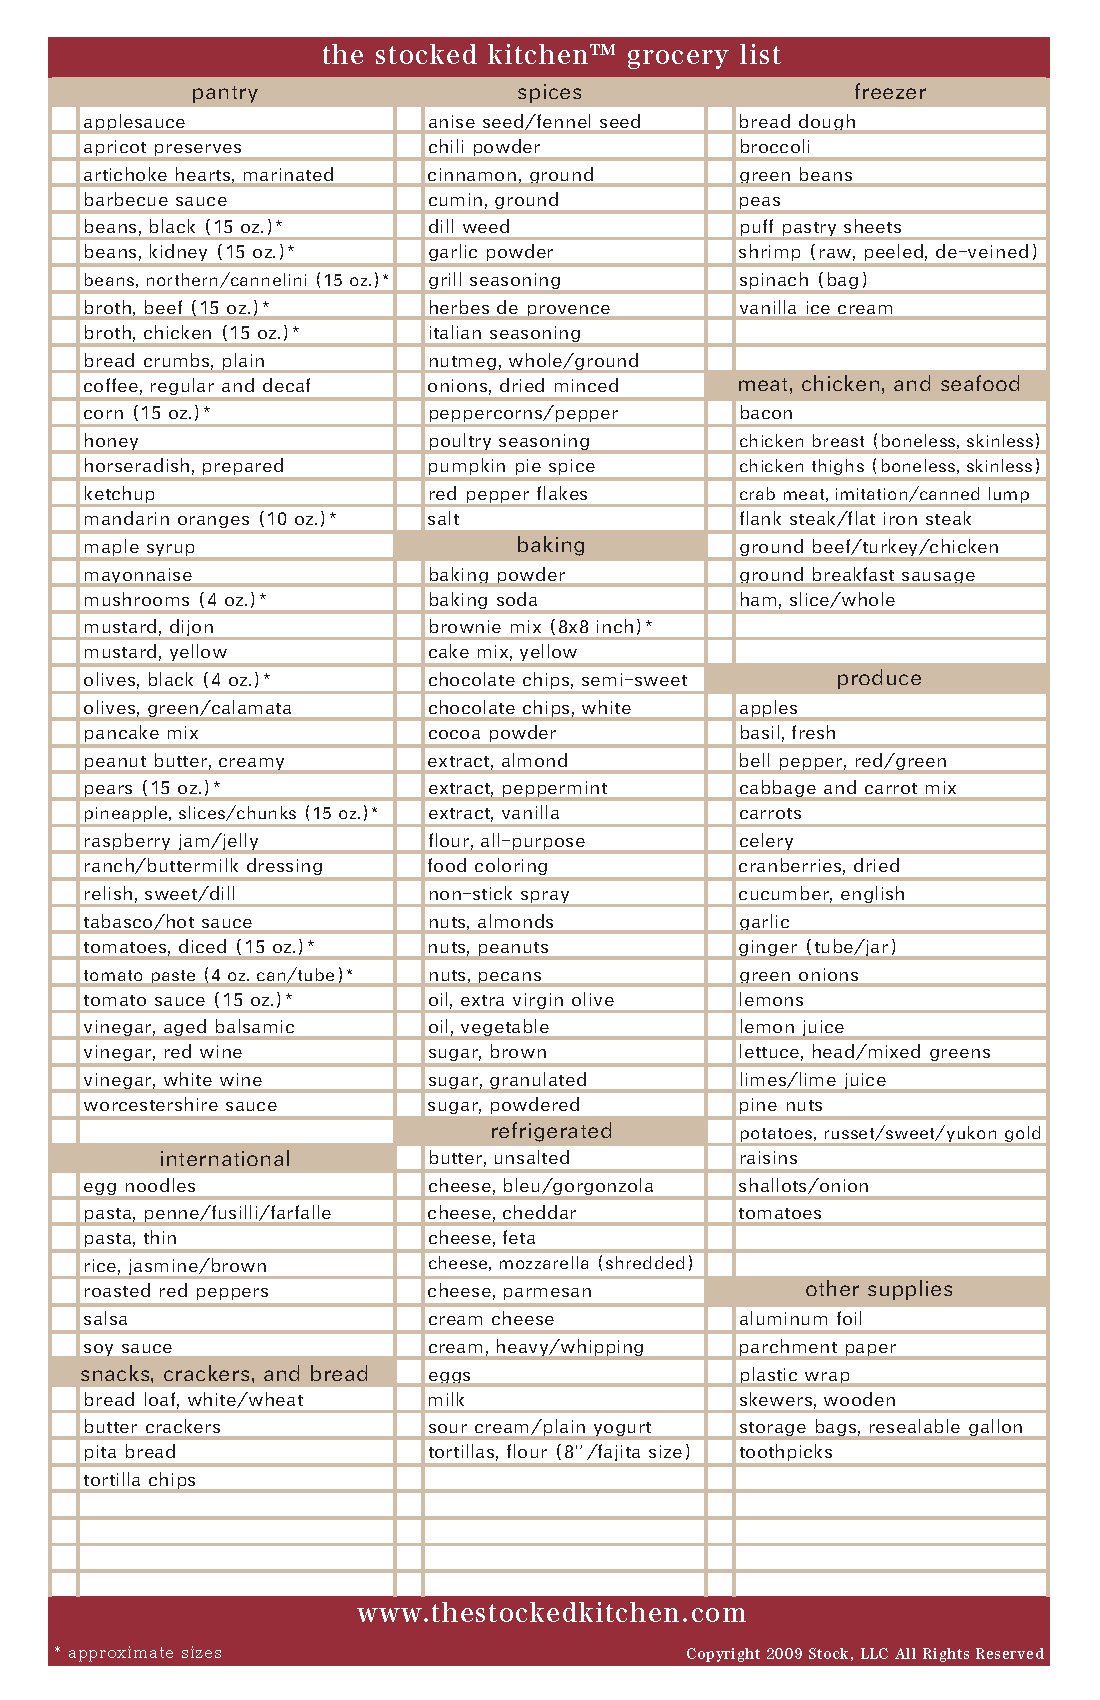 the stocked kitchen™ grocery list
pantry
applesauce
apricot preserves
artichoke hearts, marinated
barbecue sauce
beans, black (15 oz.)*
beans, kidney (15 oz.)*
beans, northern/cannelini (15 oz.)*
broth, beef (15 oz.)*
broth, chicken (15 oz.)*
bread crumbs, plain
coffee, regular and decaf
corn (15 oz.)*
honey
horseradish, prepared
ketchup
mandarin oranges (10 oz.)*
maple syrup
mayonnaise
mushrooms (4 oz.)*
mustard, dijon
mustard, yellow
olives, black (4 oz.)*
olives, green/calamata
pancake mix
peanut butter, creamy
pears (15 oz.)*
pineapple, slices/chunks (15 oz.)*
raspberry jam/jelly
ranch/buttermilk dressing
relish, sweet/dill
tabasco/hot sauce
tomatoes, diced (15 oz.)*
tomato paste (4 oz. can/tube)*
tomato sauce (15 oz.)*
vinegar, aged balsamic
vinegar, red wine
vinegar, white wine
worcestershire sauce
international
egg noodles
pasta, penne/fusilli/farfalle
pasta, thin
rice, jasmine/brown
roasted red peppers
salsa
soy sauce
snacks, crackers, and bread
bread loaf, white/wheat
butter crackers
pita bread
tortilla chips
spices
anise seed/fennel seed
chili powder
cinnamon, ground
cumin, ground
dill weed
garlic powder
grill seasoning
herbes de provence
italian seasoning
nutmeg, whole/ground
onions, dried minced
peppercorns/pepper
poultry seasoning
pumpkin pie spice
red pepper flakes
salt
baking
baking powder
baking soda
brownie mix (8x8 inch)*
cake mix, yellow
chocolate chips, semi-sweet
chocolate chips, white
cocoa powder
extract, almond
extract, peppermint
extract, vanilla
flour, all-purpose
food coloring
non-stick spray
nuts, almonds
nuts, peanuts
nuts, pecans
oil, extra virgin olive
oil, vegetable
sugar, brown
sugar, granulated
sugar, powdered
refrigerated
butter, unsalted
cheese, bleu/gorgonzola
cheese, cheddar
cheese, feta
cheese, mozzarella (shredded)
cheese, parmesan
cream cheese
cream, heavy/whipping
eggs
milk
sour cream/plain yogurt
tortillas, flour (8"/fajita size)
freezer
bread dough
broccoli
green beans
peas
puff pastry sheets
shrimp (raw, peeled, de-veined)
spinach (bag)
vanilla ice cream
meat, chicken, and seafood
bacon
chicken breast (boneless, skinless)
chicken thighs (boneless, skinless)
crab meat, imitation/canned lump
flank steak/flat iron steak
ground beef/turkey/chicken
ground breakfast sausage
ham, slice/whole
produce
apples
basil, fresh
bell pepper, red/green
cabbage and carrot mix
carrots
celery
cranberries, dried
cucumber, english
garlic
ginger (tube/jar)
green onions
lemons
lemon juice
lettuce, head/mixed greens
limes/lime juice
pine nuts
potatoes, russet/sweet/yukon gold
raisins
shallots/onion
tomatoes
other supplies
aluminum foil
parchment paper
plastic wrap
skewers, wooden
storage bags, resealable gallon
toothpicks
www.thestockedkitchen.com
* approximate sizes
Copyright 2009 Stock, LLC All Rights Reserved